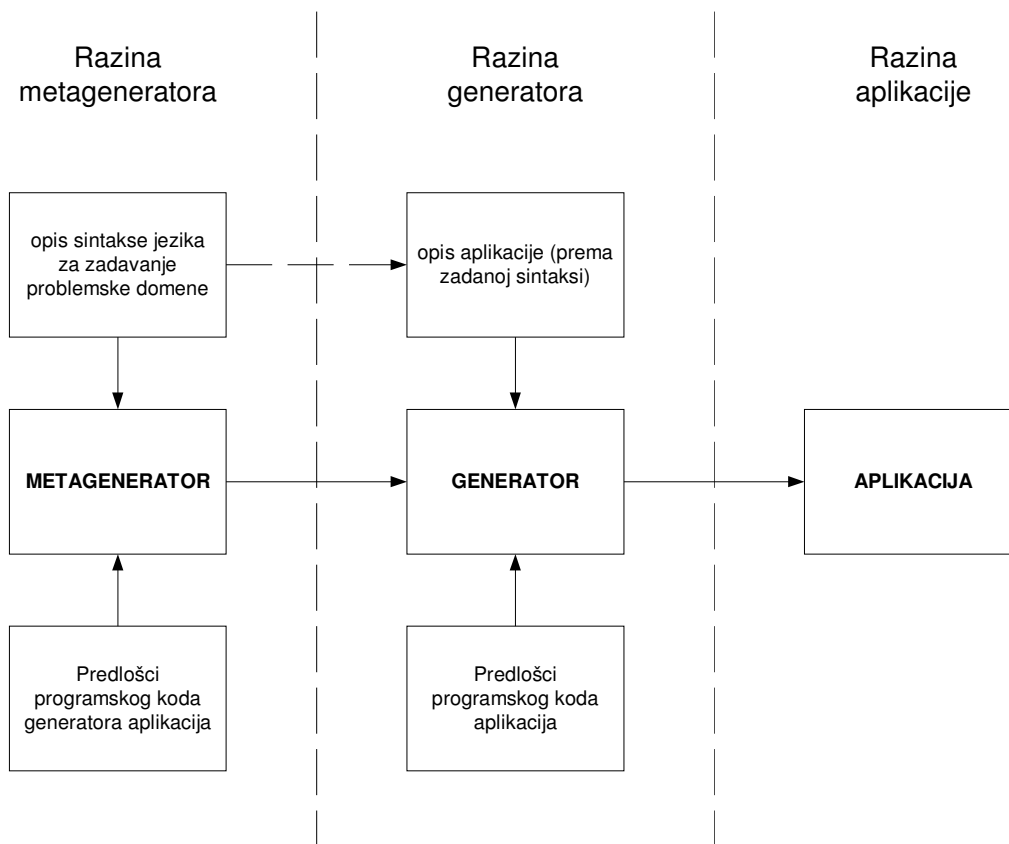 Razina
metageneratora
Razina
generatora
Razina
aplikacije
opis sintakse jezika
za zadavanje
problemske domene
opis aplikacije (prema
zadanoj sintaksi)
METAGENERATOR
GENERATOR
APLIKACIJA
Predlošci
programskog koda
generatora aplikacija
Predlošci
programskog koda
aplikacija